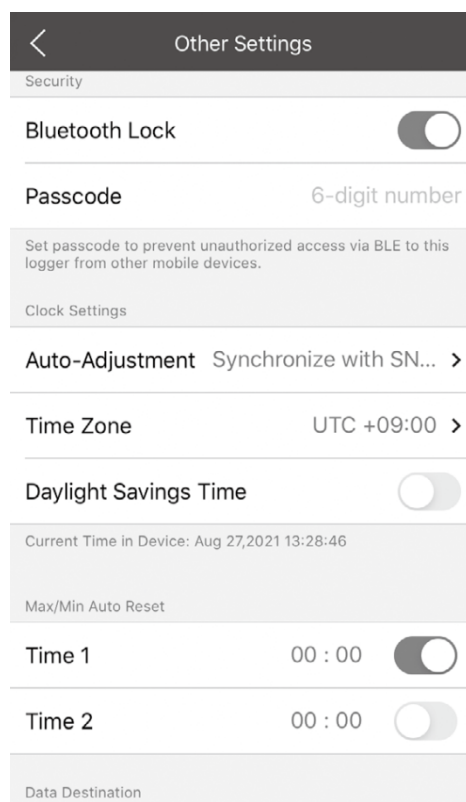 Other Settings
Security
Bluetooth Lock
Passcode 6-digit number
Set passcode to prevent unauthorized access via BLE to this
logger from other mobile devices.
Clock Settings
Auto-Adjustment Synchronize with SN...
Time Zone UTC +09:00
Daylight Savings Time
Current Time in Device: Aug 27,2021 13:28:46
Max/Min Auto Reset
Time 1 00 : 00
Time 2 00 : 00
Data Destination